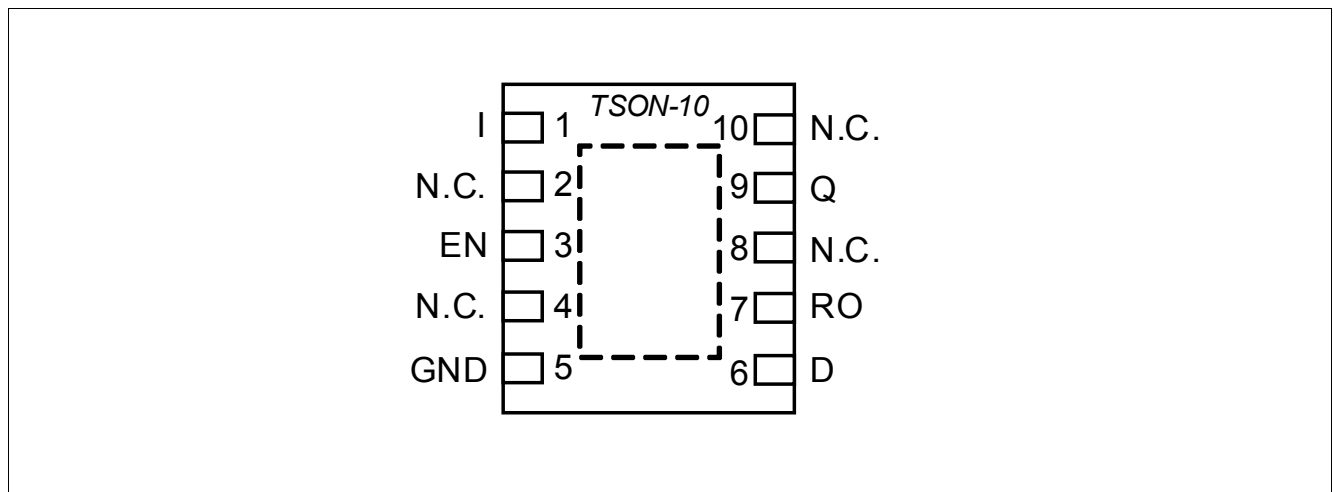 TSON-10
I 1 10 N.C.
N.C. 2 9 Q
EN 3 8 N.C.
N.C. 4 7 RO
GND 5 6 D